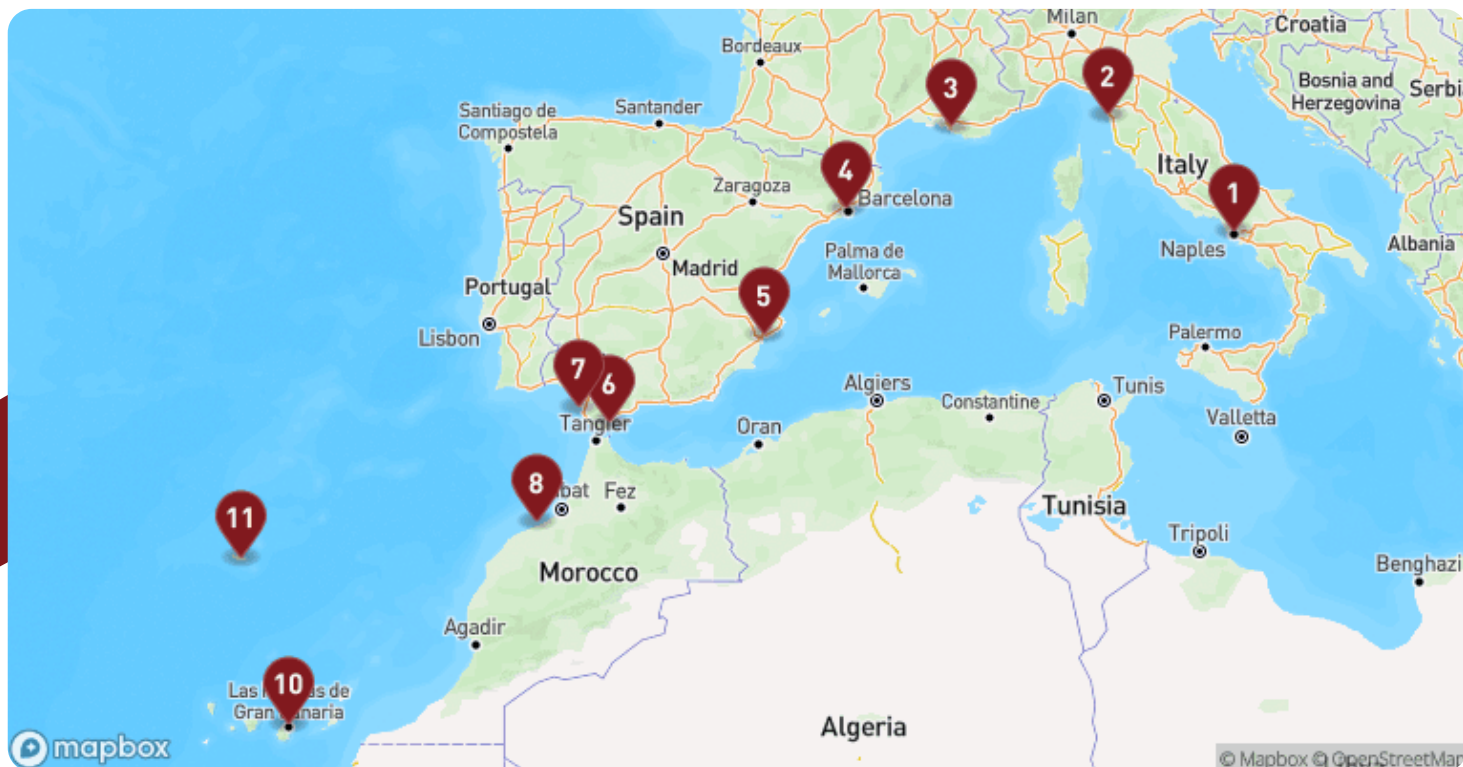 Milan
Croatia
Bordeaux
2
Bosnia and
Herzegovina
3
Santiago de
Compostela
Santander
Italy
4
Zaragoza
Barcelona
1
Spain
Naples
Albania
Madrid
Palma de
Mallorca
Portugal
5
Lisbon
Palermo
7
6
Algiers
Tunis
Constantine
Valletta
Tangier
Oran
8
Fez
11
Tunisia
Tripoli
Morocco
Benghazi
Agadir
10
Las
de
Gran
Algeria
mapbox
© Mapbox © OpenStreetMap